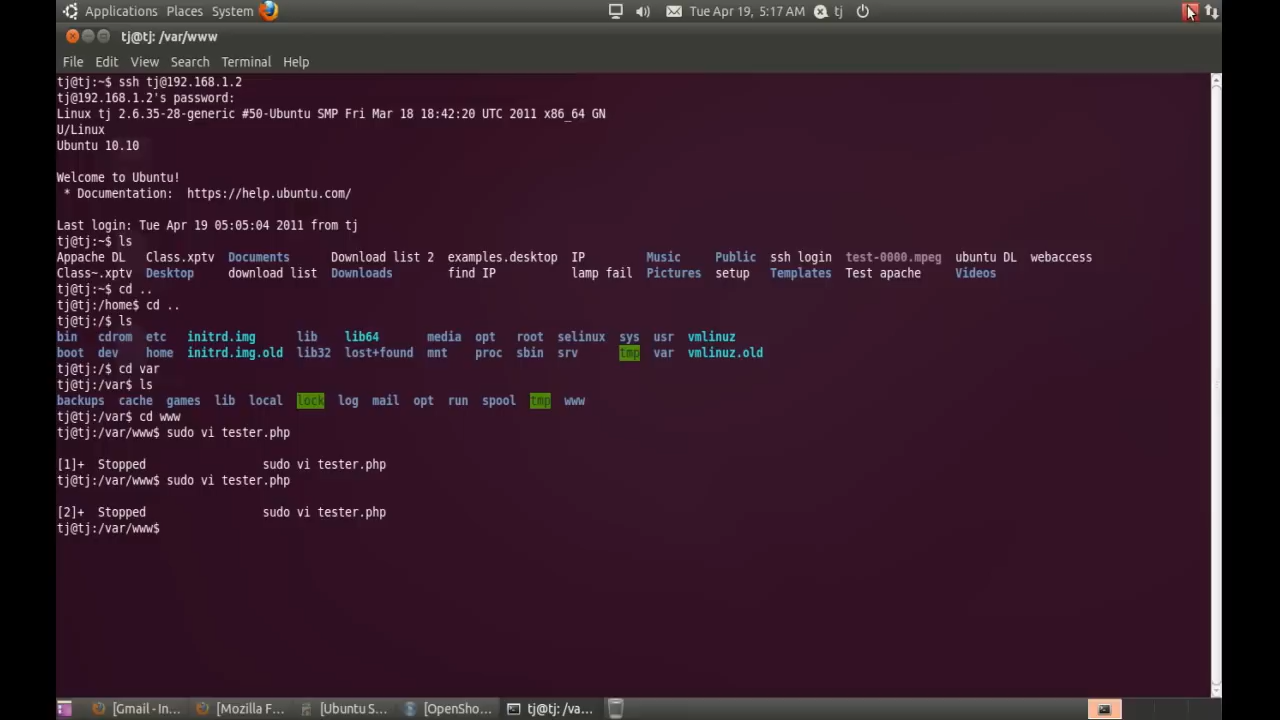 Applications Places System Tue Apr 19, 5:17 AM tj
tj@tj: /var/www
File Edit View Search Terminal Help
tj@tj:~$ ssh tj@192.168.1.2
tj@192.168.1.2's password:
Linux tj 2.6.35-28-generic #50-Ubuntu SMP Fri Mar 18 18:42:20 UTC 2011 x86_64 GN
U/Linux
Ubuntu 10.10
Welcome to Ubuntu!
* Documentation:  https://help.ubuntu.com/
Last login: Tue Apr 19 05:05:04 2011 from tj
tj@tj:~$ ls
Appache DL Class.xptv Documents Download list 2 examples.desktop IP Music Public ssh login test-0000.mpeg ubuntu DL webaccess
Class~.xptv Desktop download list Downloads find IP lamp fail Pictures setup Templates Test apache Videos
tj@tj:~$ cd ..
tj@tj:/home$ cd ..
tj@tj:/$ ls
bin cdrom etc initrd.img lib lib64 media opt root selinux sys usr vmlinuz
boot dev home initrd.img.old lib32 lost+found mnt proc sbin srv tmp var vmlinuz.old
tj@tj:/$ cd var
tj@tj:/var$ ls
backups cache games lib local lock log mail opt run spool tmp www
tj@tj:/var$ cd www
tj@tj:/var/www$ sudo vi tester.php
[1]+ Stopped sudo vi tester.php
tj@tj:/var/www$ sudo vi tester.php
[2]+ Stopped sudo vi tester.php
tj@tj:/var/www$
[Gmail - In... [Mozilla F... [Ubuntu S... [OpenSho... tj@tj: /va...